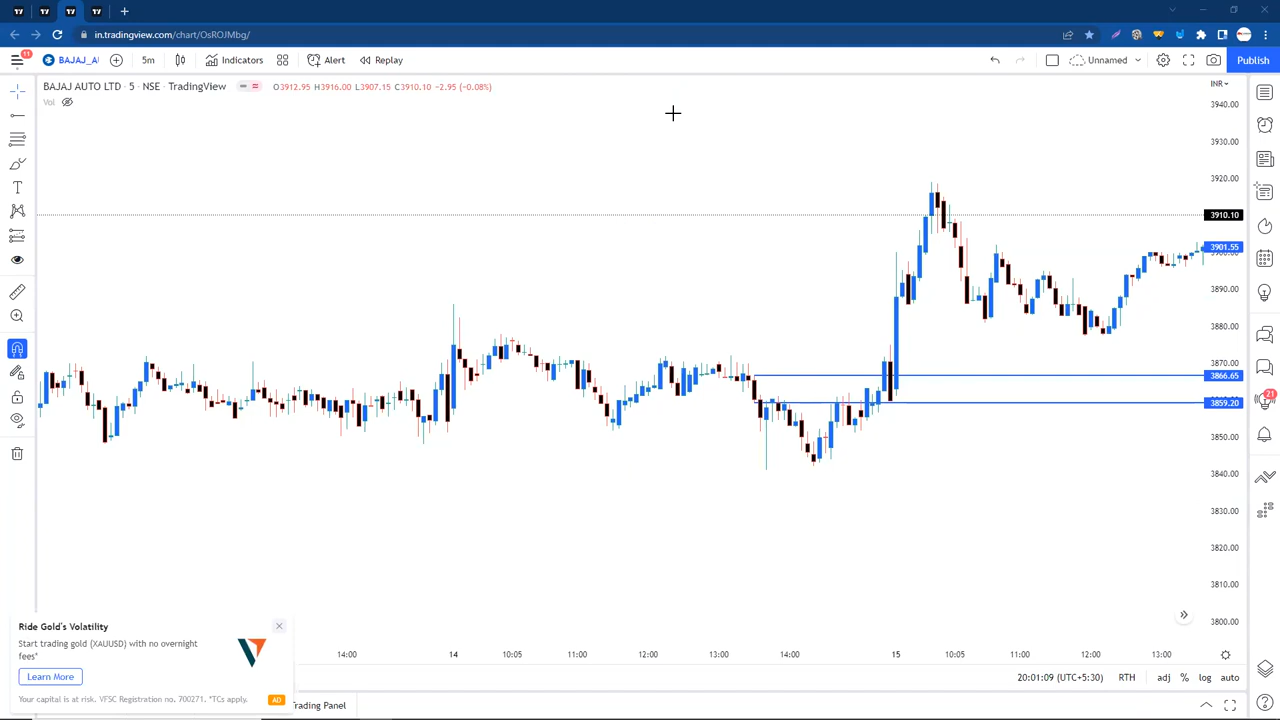 in.tradingview.com/chart/OsROJMbg/
11
BAJAJ_AU
5m
Indicators
Alert
Replay
Unnamed
Publish
BAJAJ AUTO LTD · 5 · NSE · TradingView
O3912.95 H3916.00 L3907.15 C3910.10 -2.95 (-0.08%)
INR
Vol
3940.00
3930.00
3920.00
3910.10
3901.55
3890.00
3880.00
3870.00
3866.65
3859.20
21
3850.00
3840.00
3830.00
3820.00
3810.00
3800.00
Ride Gold's Volatility
Start trading gold (XAUUSD) with no overnight
fees*
Learn More
Your capital is at risk. VFSC Registration no. 700271. *TCs apply.
AD
14:00
14
10:05
11:00
12:00
13:00
14:00
15
10:05
11:00
12:00
13:00
20:01:09 (UTC+5:30)
RTH
adj
%
log
auto
Trading Panel